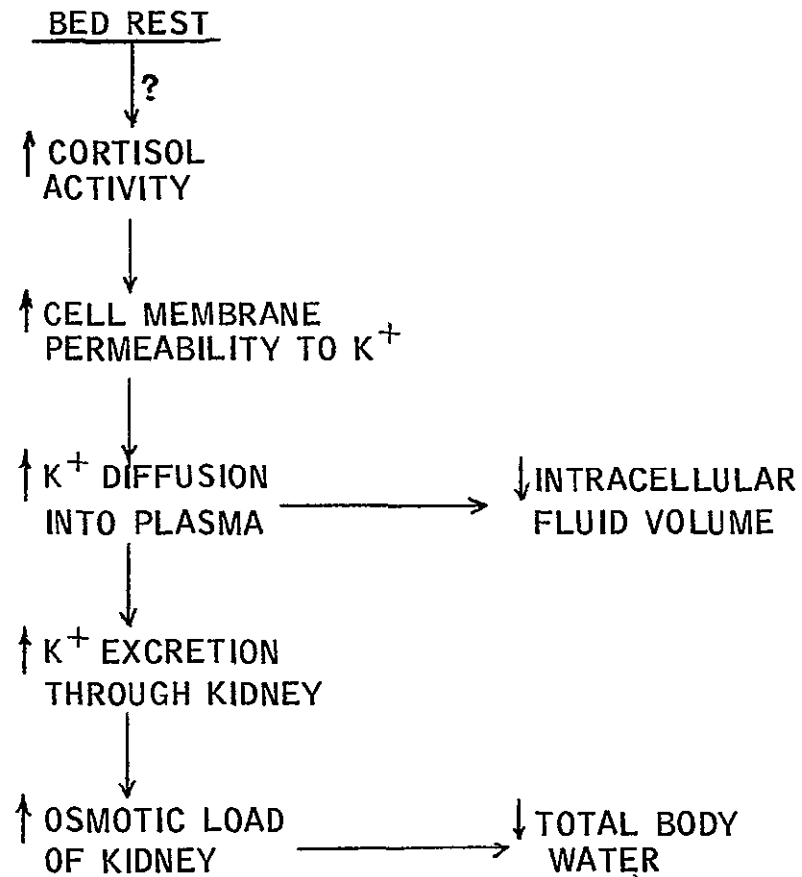 BED REST
?
↑ CORTISOL
ACTIVITY
↑ CELL MEMBRANE
PERMEABILITY TO K⁺
↑ K⁺ DIFFUSION
INTO PLASMA
↓ INTRACELLULAR
FLUID VOLUME
↑ K⁺ EXCRETION
THROUGH KIDNEY
↑ OSMOTIC LOAD
OF KIDNEY
↓ TOTAL BODY
WATER